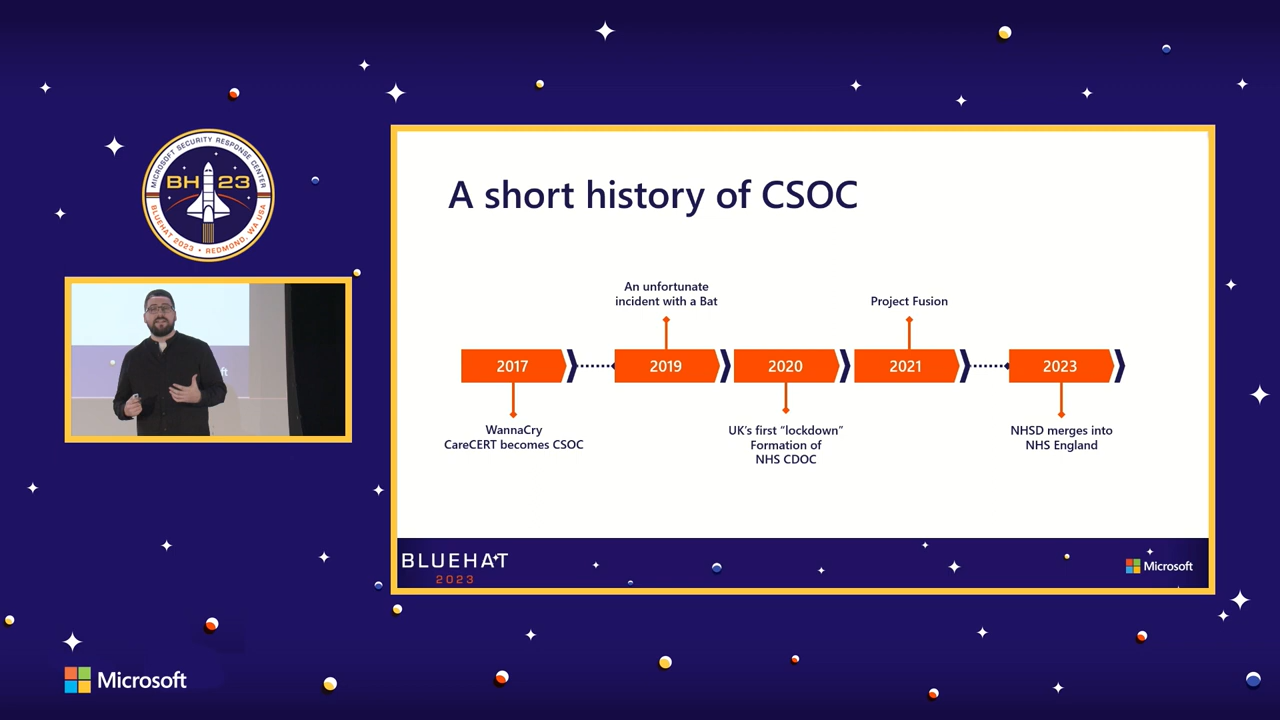 MICROSOFT SECURITY RESPONSE CENTER
BH 23
BLUEHAT 2023 • REDMOND, WA USA
A short history of CSOC
An unfortunate
incident with a Bat
Project Fusion
2017
2019
2020
2021
2023
WannaCry
CareCERT becomes CSOC
UK's first “lockdown”
Formation of
NHS CDOC
NHSD merges into
NHS England
BLUEHAT
2023
Microsoft
Microsoft